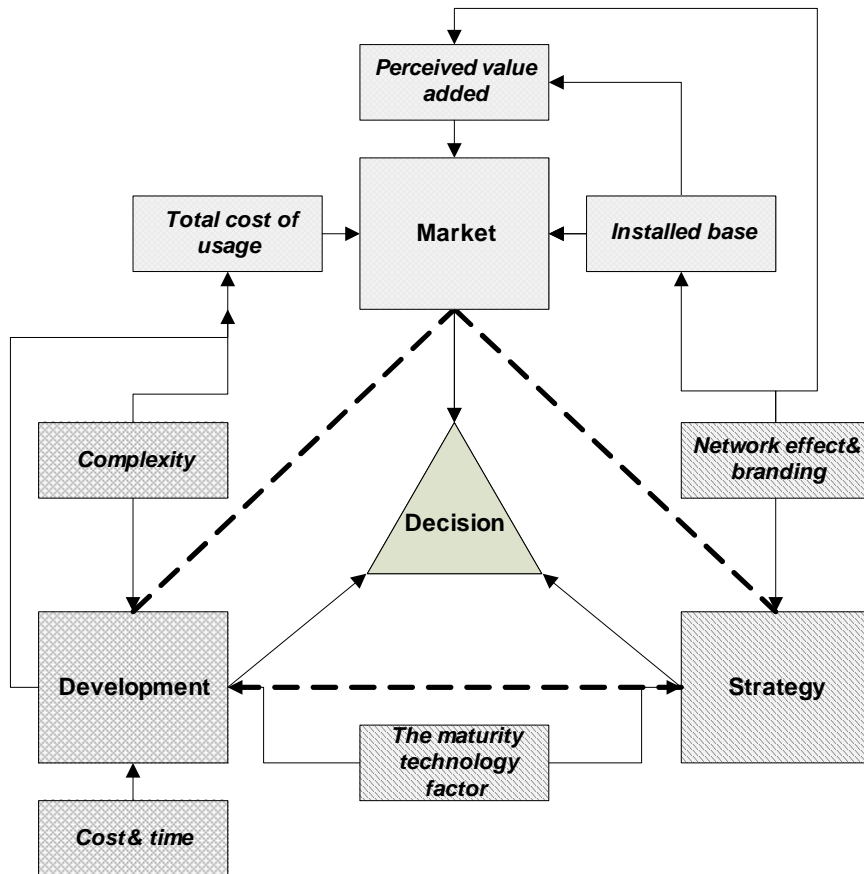 Perceived value
added
Total cost of
usage
Market
Installed base
Complexity
Network effect&
branding
Decision
Development
Strategy
The maturity
technology
factor
Cost& time